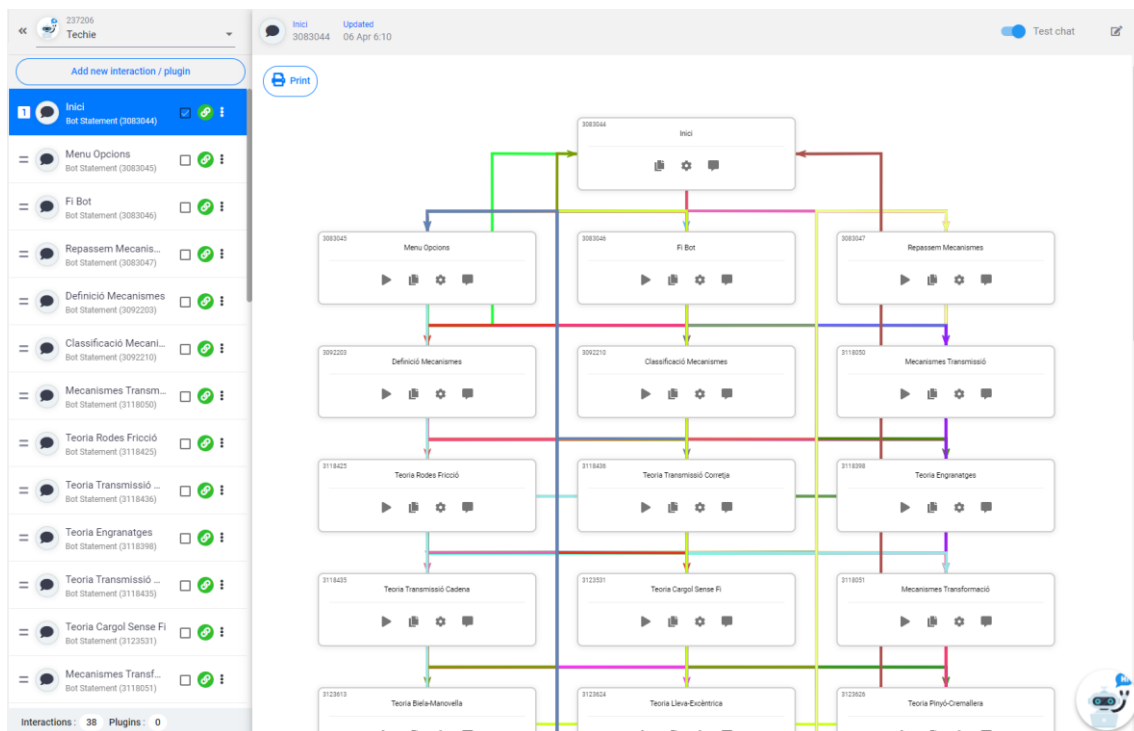 237206
Techie
Add new interaction / plugin
1
Inici
Bot Statement (3083044)
Menu Opcions
Bot Statement (3083045)
Fi Bot
Bot Statement (3083046)
Repassem Mecanis...
Bot Statement (3083047)
Definició Mecanismes
Bot Statement (3092203)
Classificació Mecani...
Bot Statement (3092210)
Mecanismes Transm...
Bot Statement (3118050)
Teoria Rodes Fricció
Bot Statement (3118425)
Teoria Transmissió ...
Bot Statement (3118436)
Teoria Engranatges
Bot Statement (3118398)
Teoria Transmissió ...
Bot Statement (3118435)
Teoria Cargol Sense Fi
Bot Statement (3123531)
Mecanismes Transf...
Bot Statement (3118051)
Interactions: 38 Plugins: 0
Inici Updated
3083044 06 Apr 6:10
Test chat
Print
3083044
Inici
3083045
Menu Opcions
3083046
Fi Bot
3083047
Repassem Mecanismes
3092203
Definició Mecanismes
3092210
Classificació Mecanismes
3118050
Mecanismes Transmissió
3118425
Teoria Rodes Fricció
3118436
Teoria Transmissió Corretja
3118398
Teoria Engranatges
3118435
Teoria Transmissió Cadena
3123531
Teoria Cargol Sense Fi
3118051
Mecanismes Transformació
3123613
Teoria Biela-Manovella
3123624
Teoria Lleva-Excèntrica
3123626
Teoria Pinyó-Cremallera
Hi